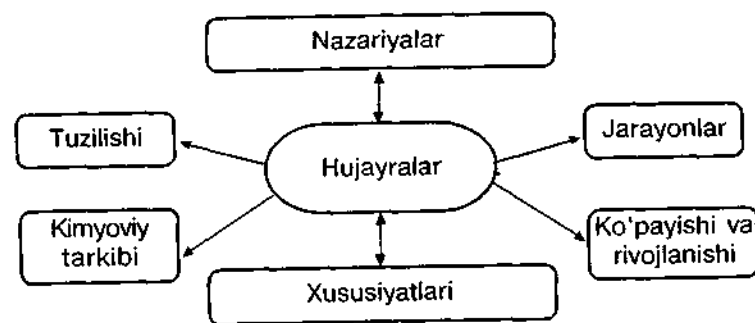 Nazariyalar
Tuzilishi
Jarayonlar
Hujayralar
Kimyoviy
tarkibi
Ko'payishi va
rivojlanishi
Xususiyatlari